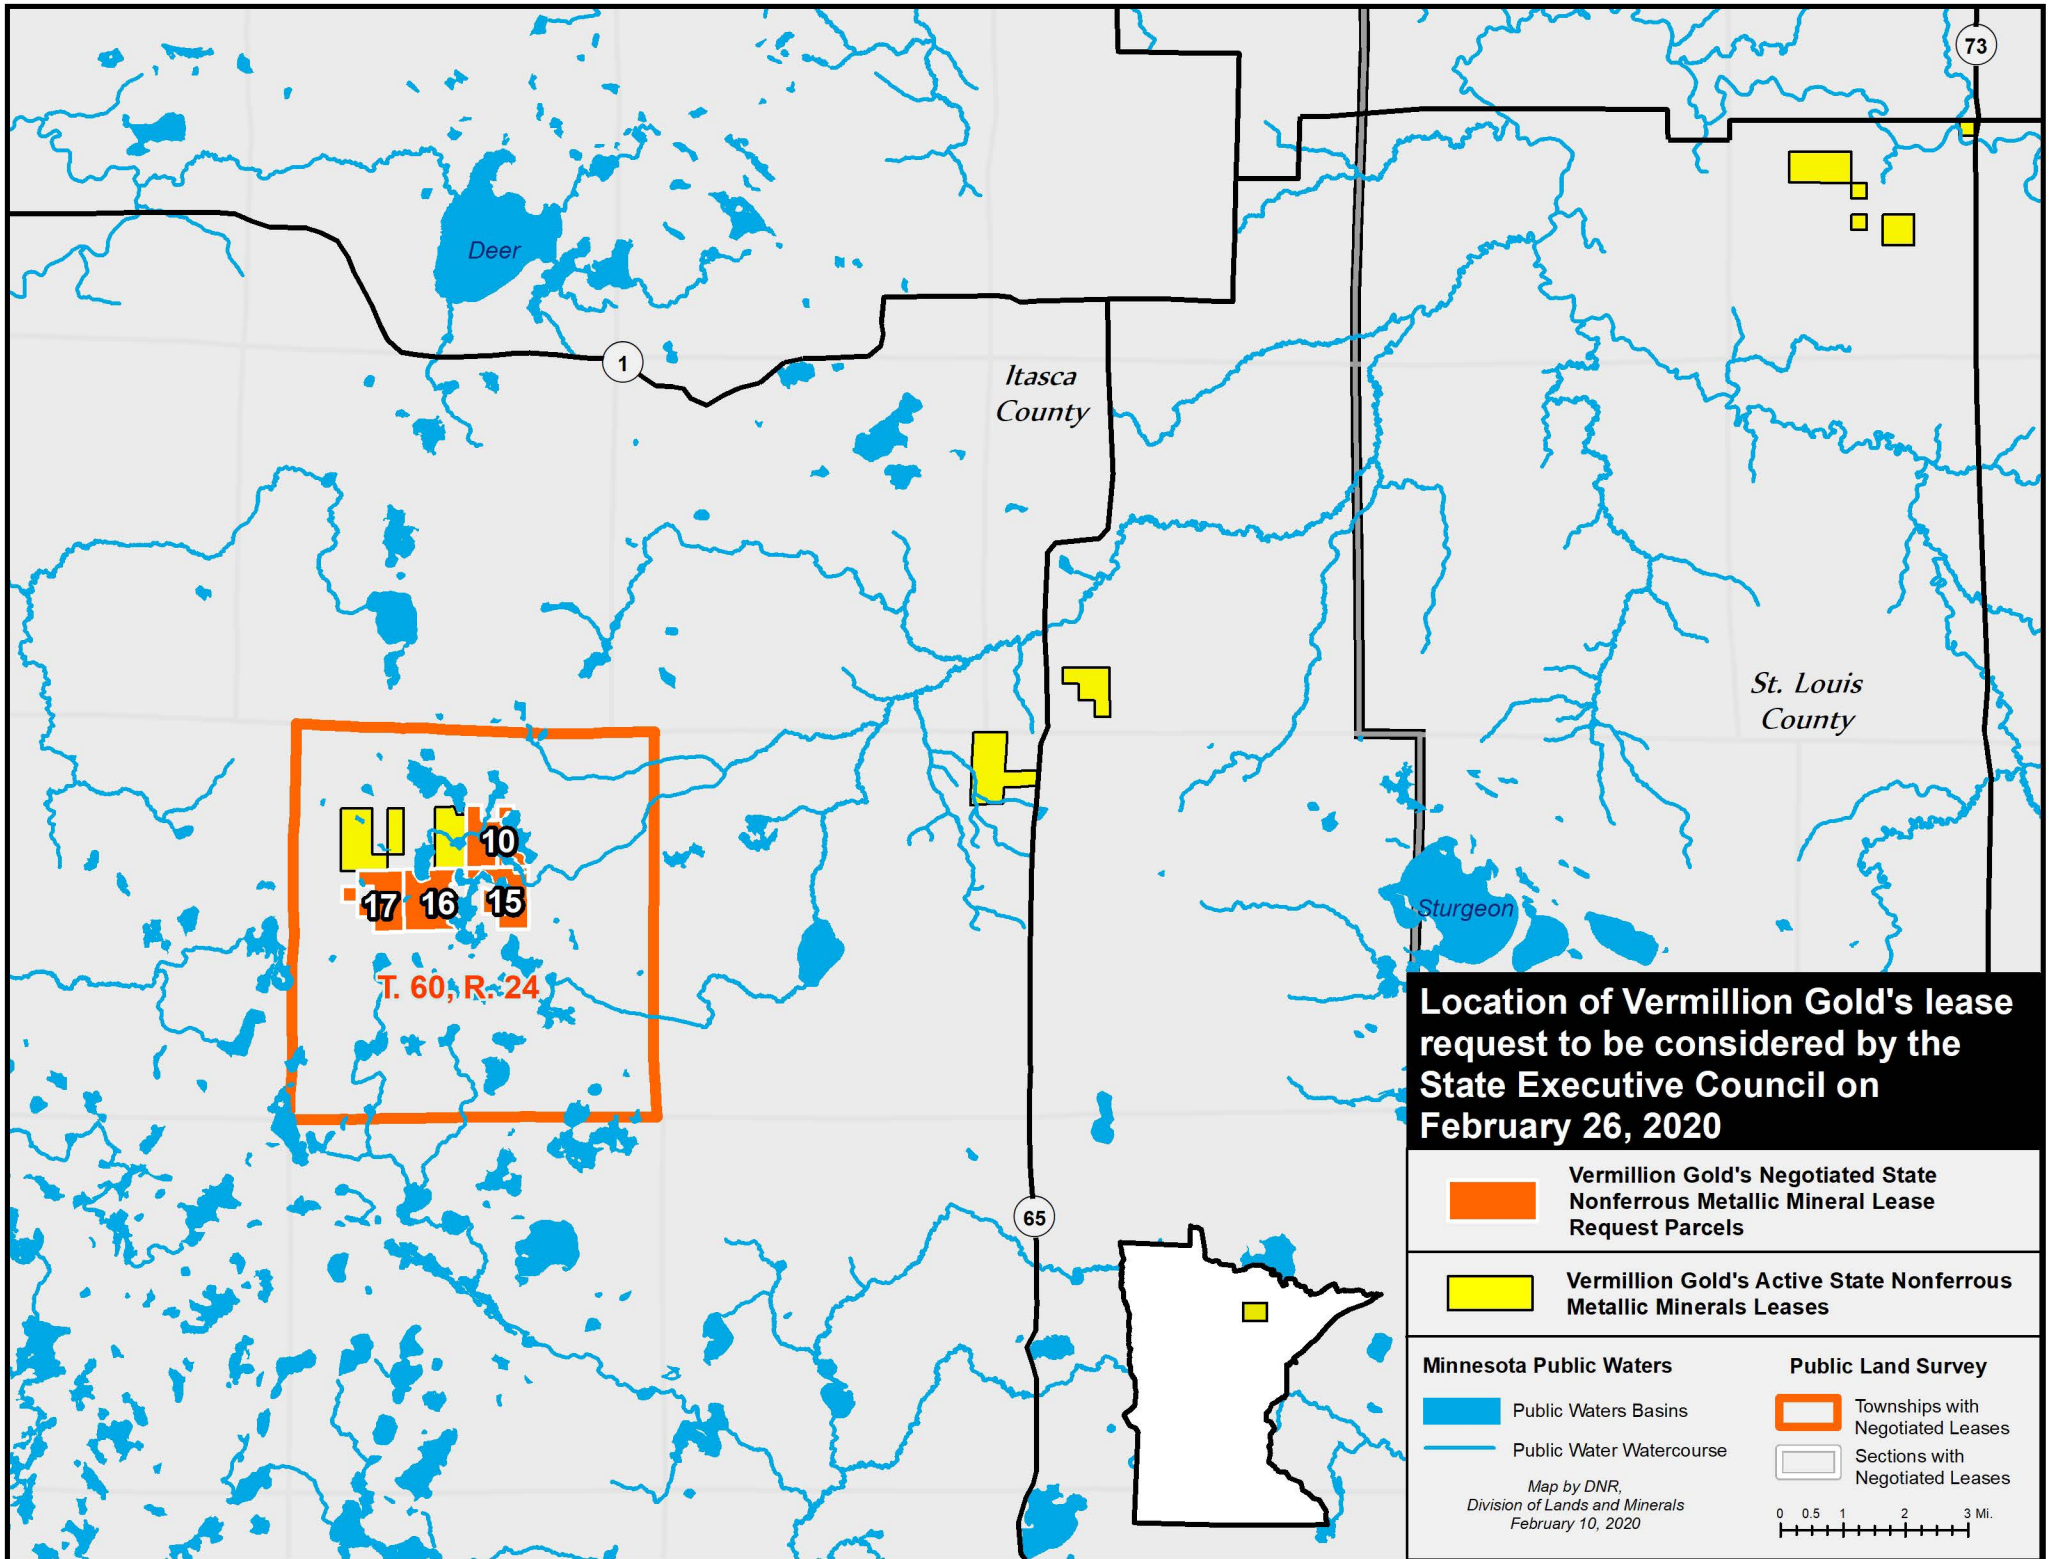 73
Deer
1
Itasca
County
St. Louis
County
10
17
16
15
Sturgeon
T. 60, R. 24
Location of Vermillion Gold's lease
request to be considered by the
State Executive Council on
February 26, 2020
Vermillion Gold's Negotiated State
Nonferrous Metallic Mineral Lease
Request Parcels
65
Vermillion Gold's Active State Nonferrous
Metallic Minerals Leases
Minnesota Public Waters
Public Waters Basins
Public Water Watercourse
Map by DNR,
Division of Lands and Minerals
February 10, 2020
Public Land Survey
Townships with
Negotiated Leases
Sections with
Negotiated Leases
0 0.5 1 2 3 Mi.